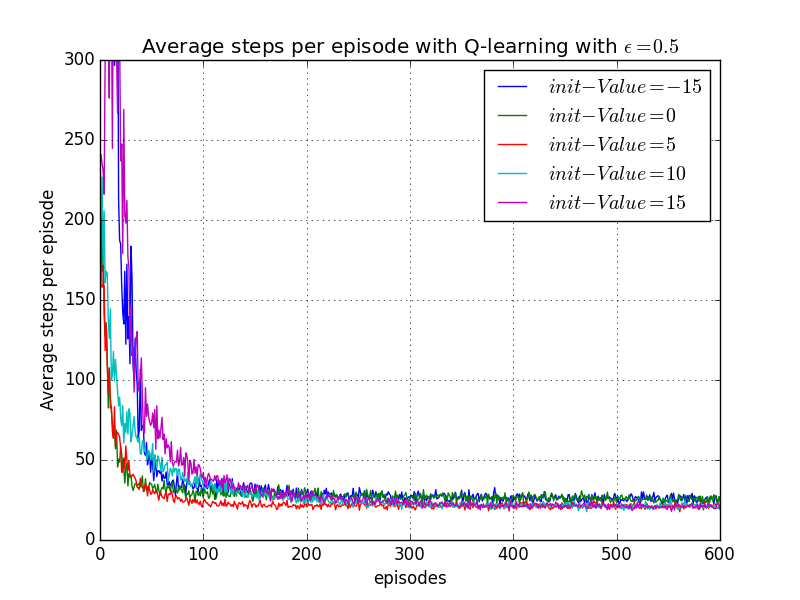 Average steps per episode with Q-learning with ϵ=0.5
300
250
200
150
100
50
0
Average steps per episode
init−Value=−15
init−Value=0
init−Value=5
init−Value=10
init−Value=15
0 100 200 300 400 500 600
episodes